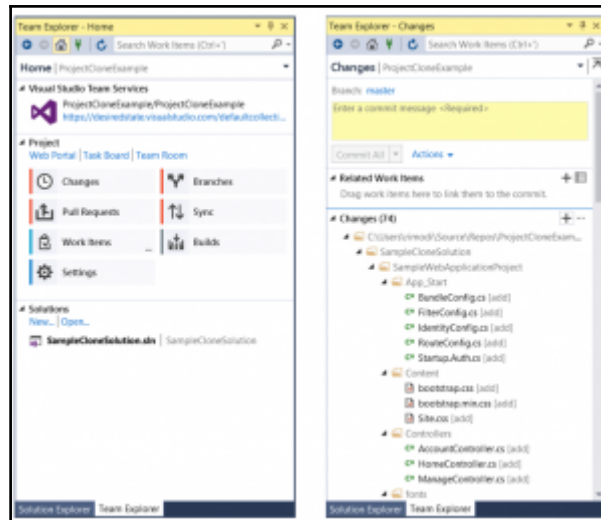 Team Explorer - Home
Search Work Items (Ctrl+')
Home | ProjectCloneExample
Visual Studio Team Services
ProjectCloneExample/ProjectCloneExample
https://desiredstate.visualstudio.com/defaultcollecti...
Project
Web Portal | Task Board | Team Room
Changes
Branches
Pull Requests
Sync
Work Items
Builds
Settings
Solutions
New... | Open...
SampleCloneSolution.sln | SampleCloneSolution
Solution Explorer Team Explorer
Team Explorer - Changes
Search Work Items (Ctrl+')
Changes | ProjectCloneExample
Branch: master
Enter a commit message <Required>
Commit All
Actions
Related Work Items
Drag work items here to link them to the commit.
Changes (74)
SampleCloneSolution
SampleWebApplicationProject
App_Start
BundleConfig.cs [add]
FilterConfig.cs [add]
IdentityConfig.cs [add]
RouteConfig.cs [add]
Startup.Auth.cs [add]
Content
bootstrap.css [add]
bootstrap.min.css [add]
Site.css [add]
Controllers
AccountController.cs [add]
HomeController.cs [add]
ManageController.cs [add]
fonts
Solution Explorer Team Explorer